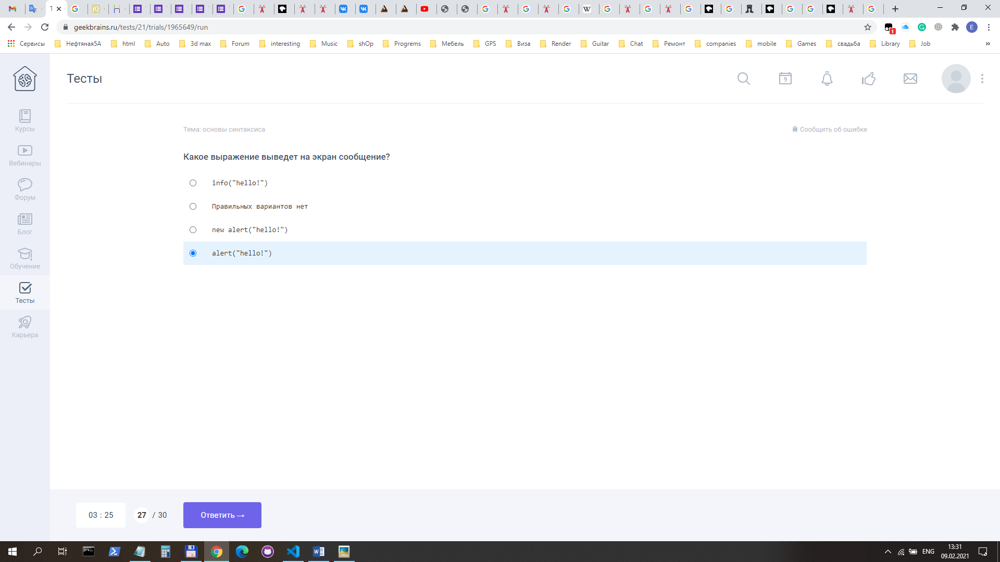 geekbrains.ru/tests/21/trials/1965649/run
1
E
Сервисы Нефтяная5А html Auto 3d max Forum interesting Music shOp Progrems Мебель GPS Виза Render Guitar Chat Ремонт companies mobile Games свадьба Library Job »
Тесты
9
Курсы
Вебинары
Форум
Блог
Обучение
Тесты
Карьера
Тема: основы синтаксиса
Сообщить об ошибке
Какое выражение выведет на экран сообщение?
info("hello!")
Правильных вариантов нет
new alert("hello!")
alert("hello!")
03 : 25
27 / 30
Ответить →
ENG
13:31
09.02.2021